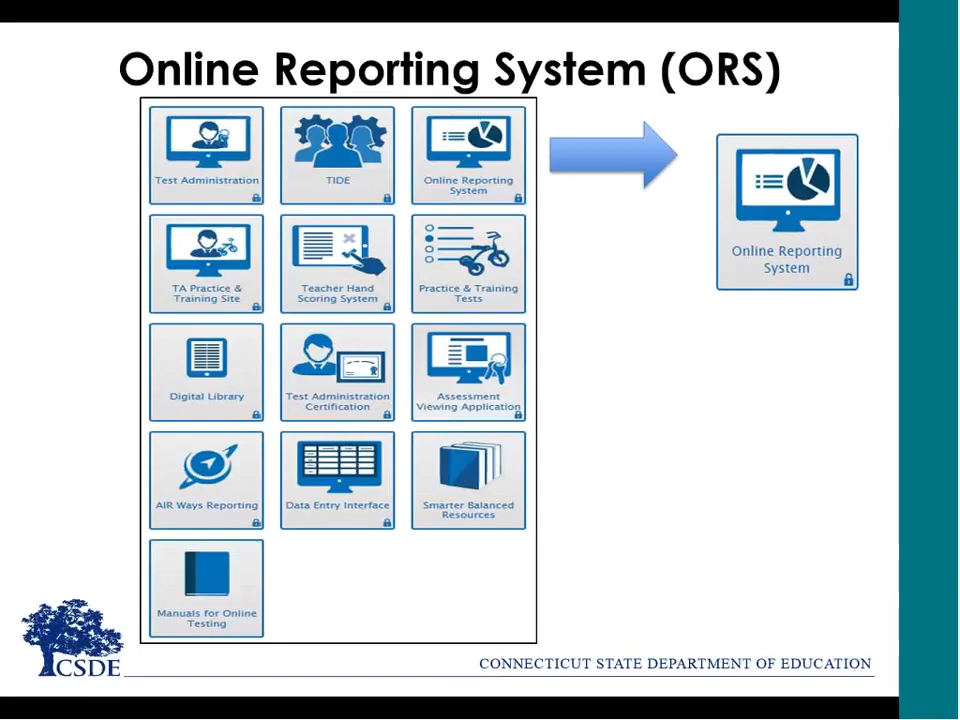 Online Reporting System (ORS)
Test Administration
TIDE
Online Reporting
System
TA Practice &
Training Site
Teacher Hand
Scoring System
Practice & Training
Tests
Digital Library
Test Administration
Certification
Assessment
Viewing Application
AIR Ways Reporting
Data Entry Interface
Smarter Balanced
Resources
Manuals for Online
Testing
Online Reporting
System
CSDE
CONNECTICUT STATE DEPARTMENT OF EDUCATION